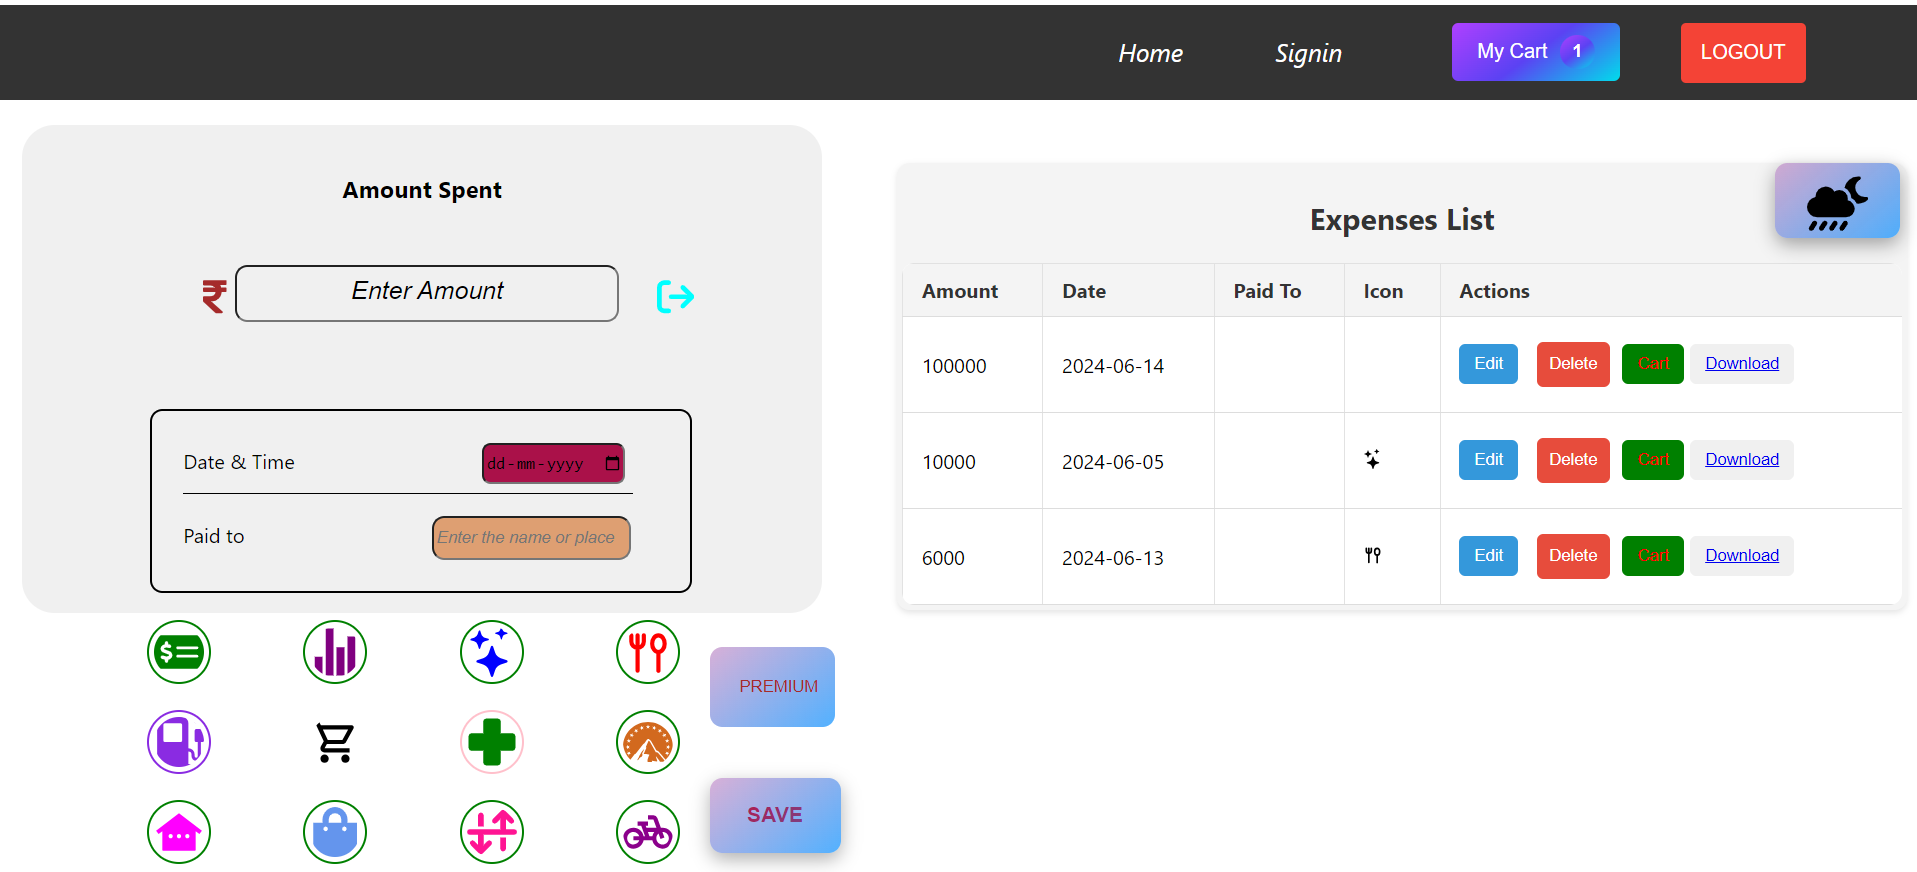 Home Signin My Cart 1 LOGOUT
Amount Spent
₹ Enter Amount
Date & Time dd-mm-yyyy
Paid to Enter the name or place
$
PREMIUM
SAVE
Expenses List
Amount Date Paid To Icon Actions
100000 2024-06-14 Edit Delete Cart Download
10000 2024-06-05 Edit Delete Cart Download
6000 2024-06-13 Edit Delete Cart Download